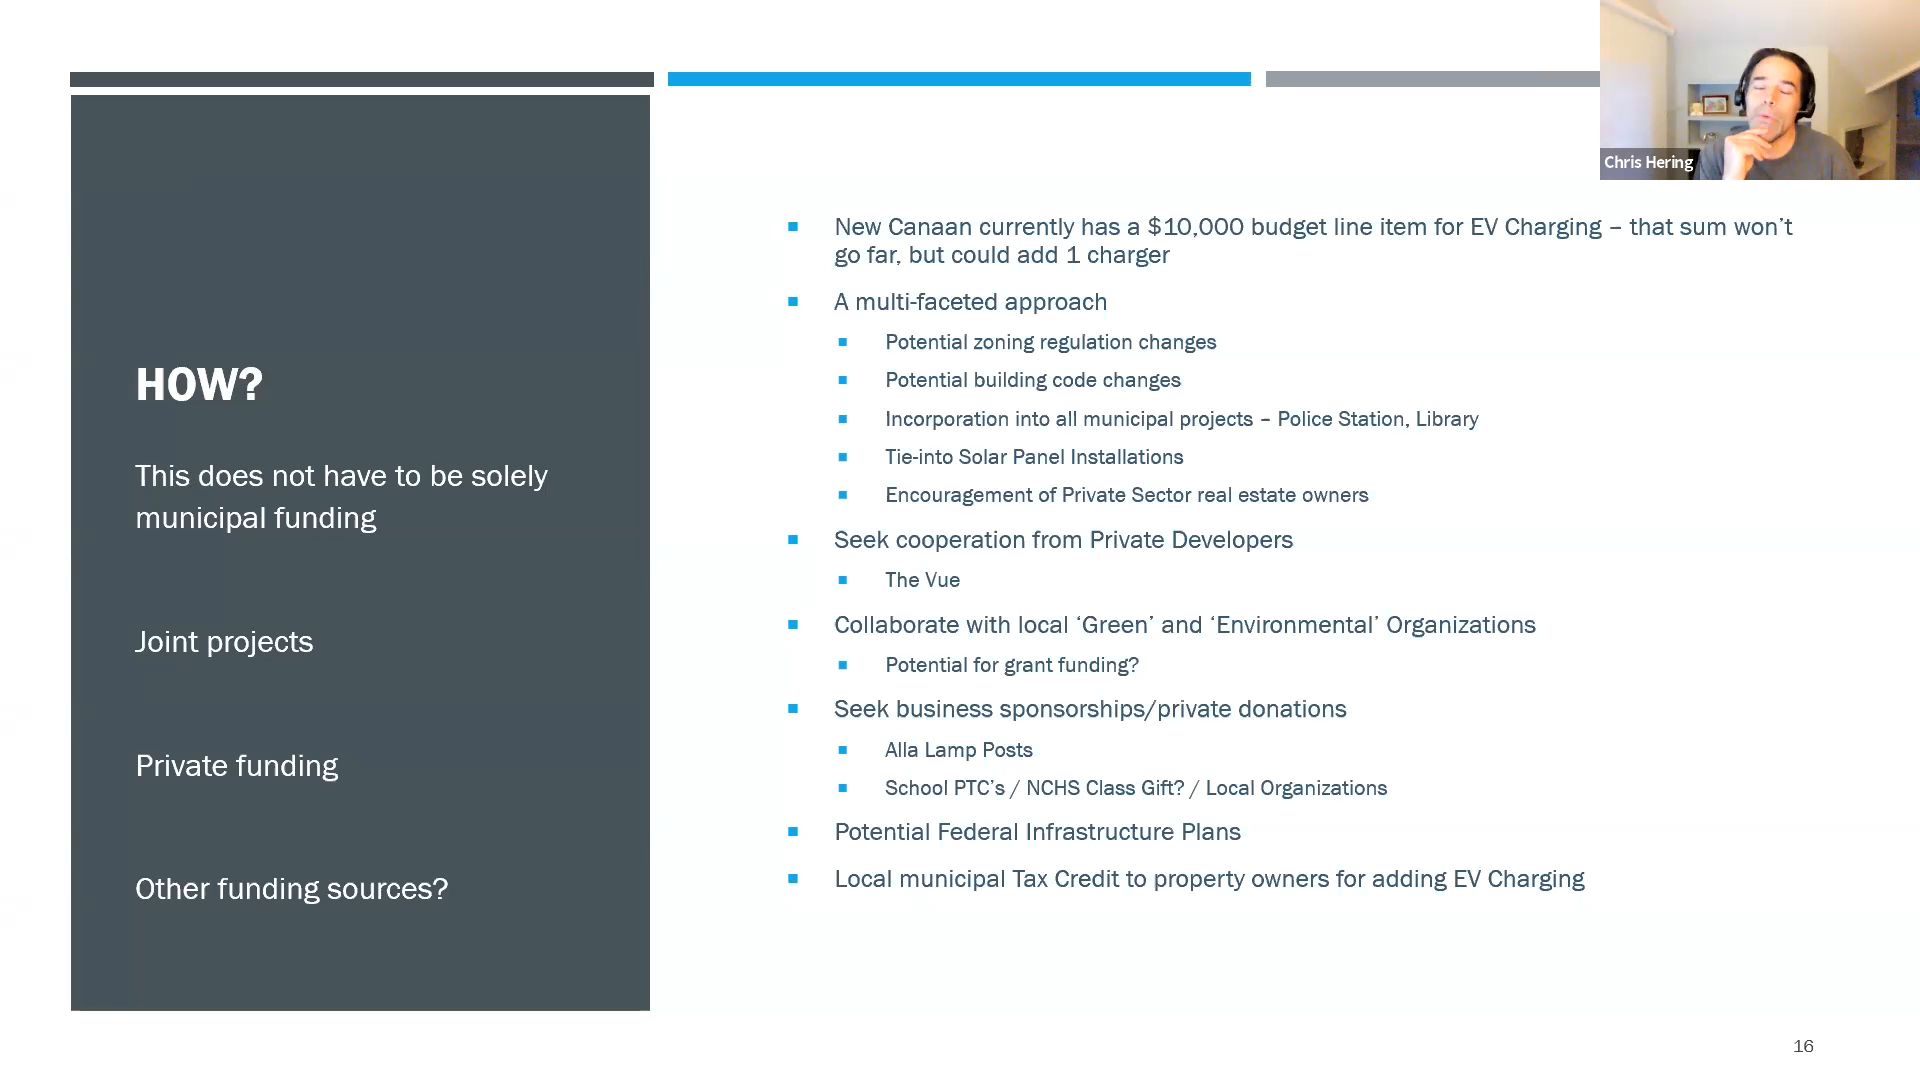 Chris Hering
HOW?
This does not have to be solely
municipal funding
Joint projects
Private funding
Other funding sources?
New Canaan currently has a $10,000 budget line item for EV Charging – that sum won’t
go far, but could add 1 charger
A multi-faceted approach
Potential zoning regulation changes
Potential building code changes
Incorporation into all municipal projects – Police Station, Library
Tie-into Solar Panel Installations
Encouragement of Private Sector real estate owners
Seek cooperation from Private Developers
The Vue
Collaborate with local ‘Green’ and ‘Environmental’ Organizations
Potential for grant funding?
Seek business sponsorships/private donations
Alla Lamp Posts
School PTC’s / NCHS Class Gift? / Local Organizations
Potential Federal Infrastructure Plans
Local municipal Tax Credit to property owners for adding EV Charging
16